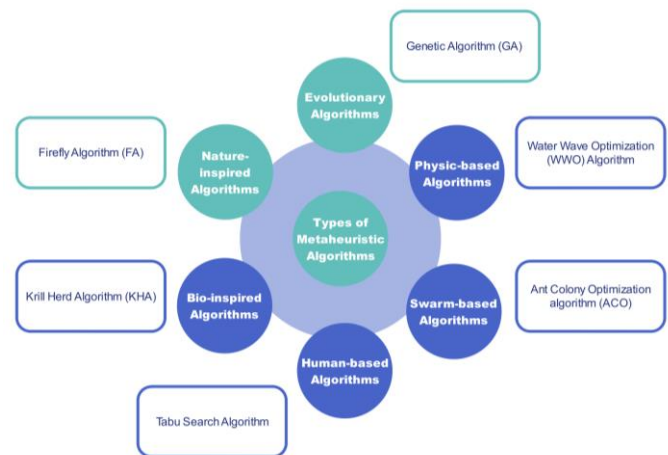 Genetic Algorithm (GA)
Evolutionary
Algorithms
Firefly Algorithm (FA)
Nature-
inspired
Algorithms
Physic-based
Algorithms
Water Wave Optimization
(WWO) Algorithm
Types of
Metaheuristic
Algorithms
Krill Herd Algorithm (KHA)
Bio-inspired
Algorithms
Swarm-based
Algorithms
Ant Colony Optimization
algorithm (ACO)
Human-based
Algorithms
Tabu Search Algorithm